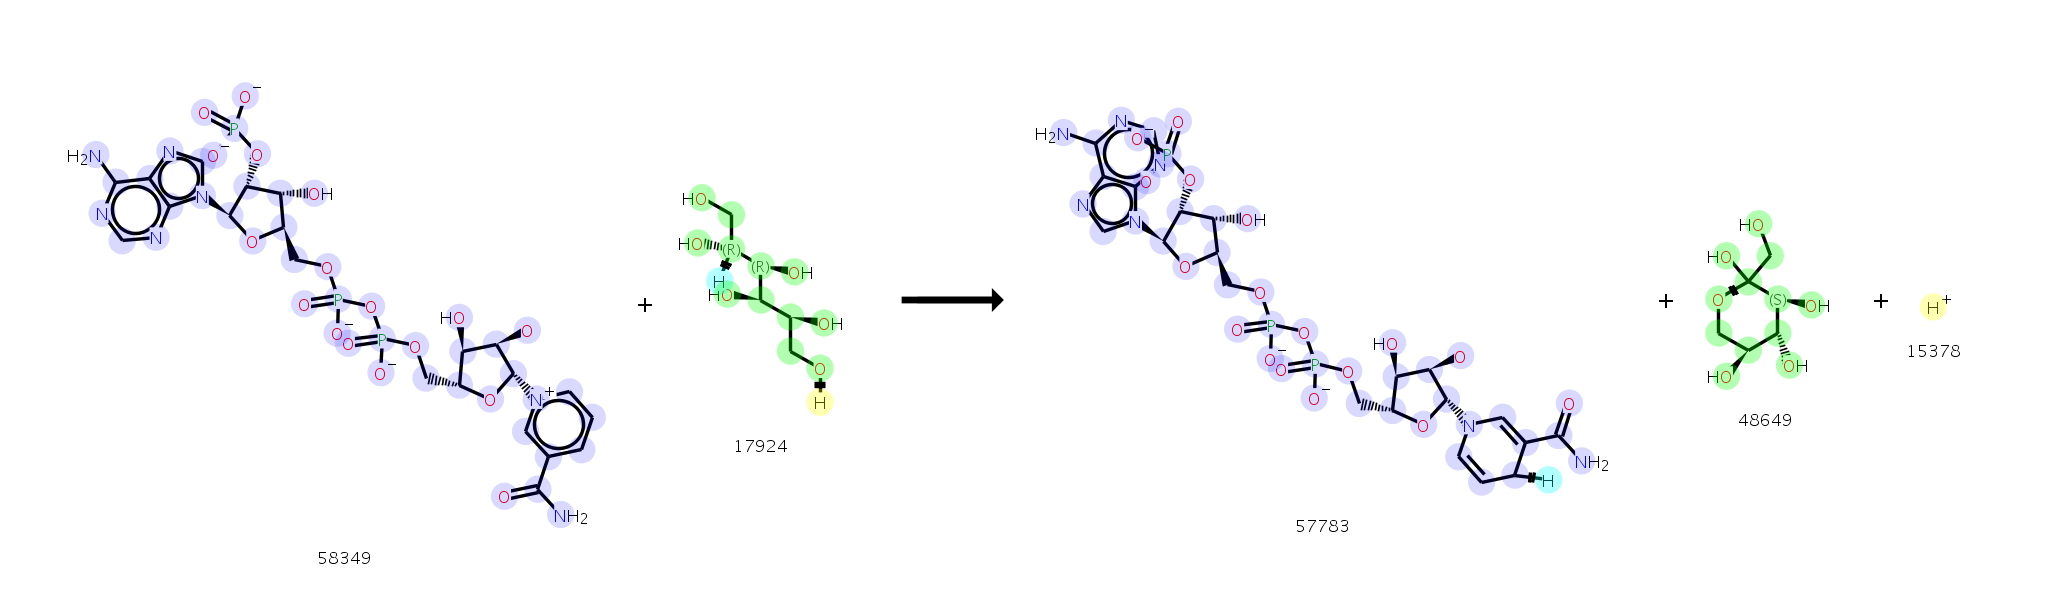 O⁻
O P
H₂N N O⁻ O
N N OH
N O
HO
HO (R) (R) OH
H
HO
OH
O
H
17924
O O
O P O
O⁻ O P O HO O
O⁻ O N⁺
O NH₂
58349
+
O
H₂N N O⁻ P
N O N O
N OH
O
O
O P O
O⁻ O P O HO O
O⁻ O N O
NH₂
H
57783
+
HO
HO
O (S) OH
HO OH
48649
+
H⁺
15378